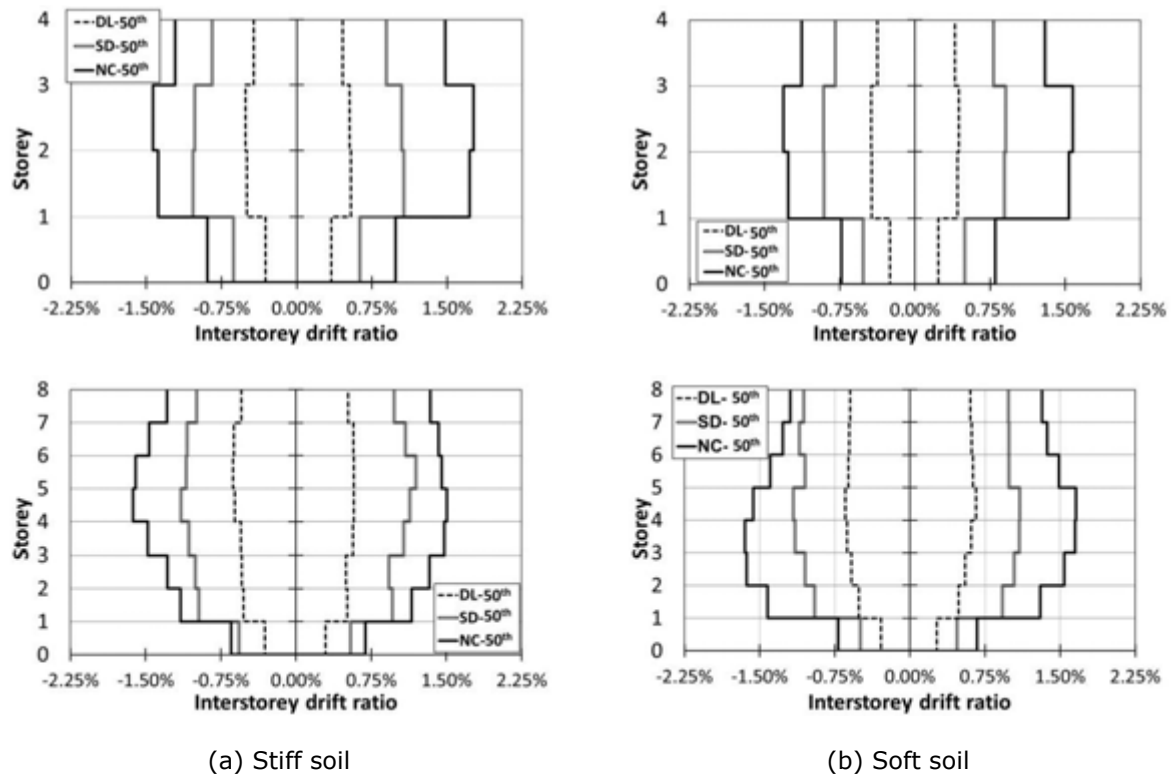 4
3
2
1
0
Storey
DL-50th
SD-50th
NC-50th
-2.25% -1.50% -0.75% 0.00% 0.75% 1.50% 2.25%
Interstorey drift ratio
4
3
2
1
0
Storey
DL-50th
SD-50th
NC-50th
-2.25% -1.50% -0.75% 0.00% 0.75% 1.50% 2.25%
Interstorey drift ratio
8
7
6
5
4
3
2
1
0
Storey
DL-50th
SD-50th
NC-50th
-2.25% -1.50% -0.75% 0.00% 0.75% 1.50% 2.25%
Interstorey drift ratio
8
7
6
5
4
3
2
1
0
Storey
DL- 50th
SD- 50th
NC- 50th
-2.25% -1.50% -0.75% 0.00% 0.75% 1.50% 2.25%
Interstorey drift ratio
(a) Stiff soil
(b) Soft soil